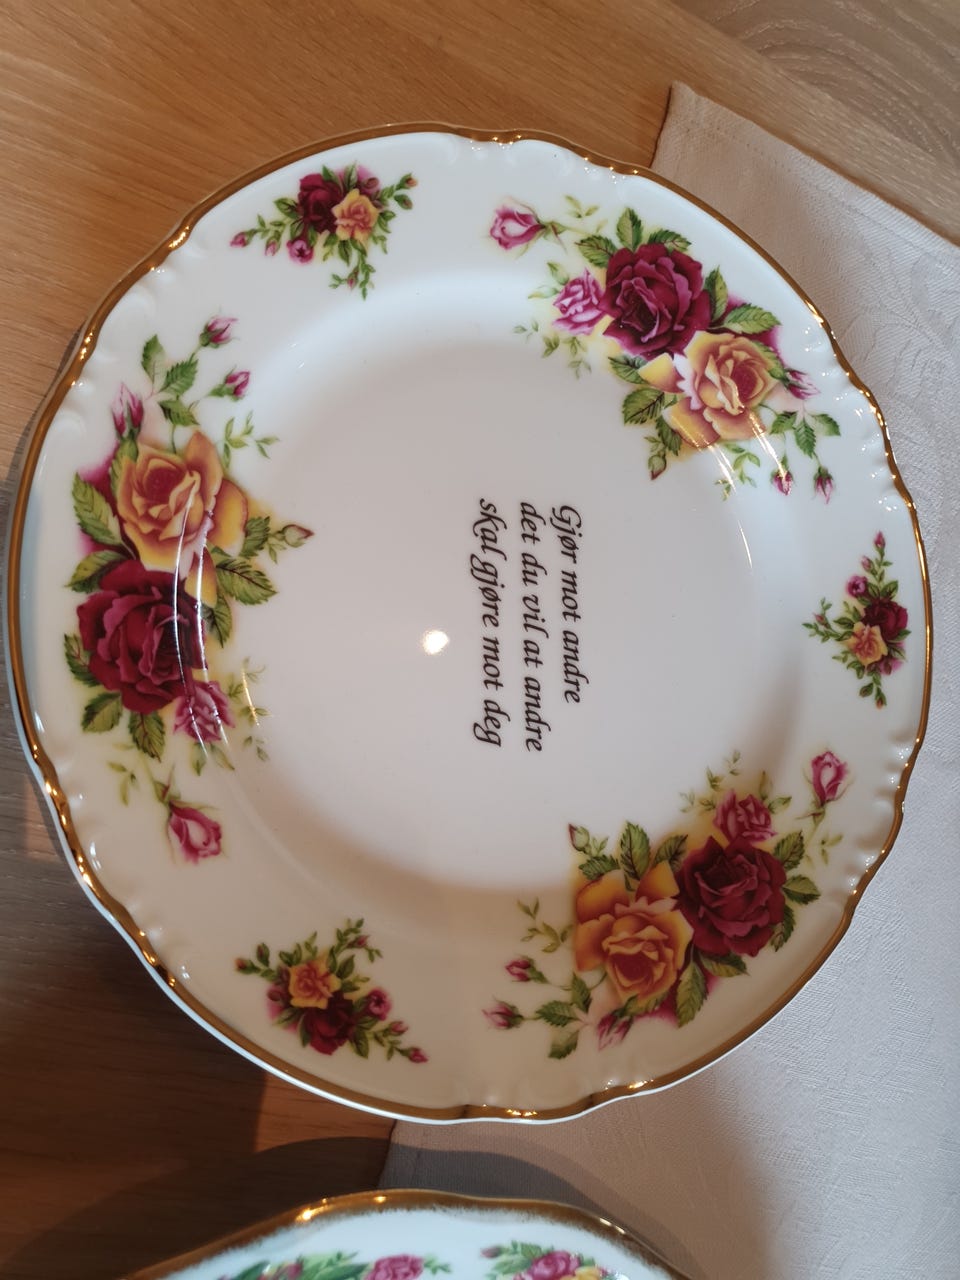 Gjør mot andre
det du vil at andre
skal gjøre mot deg